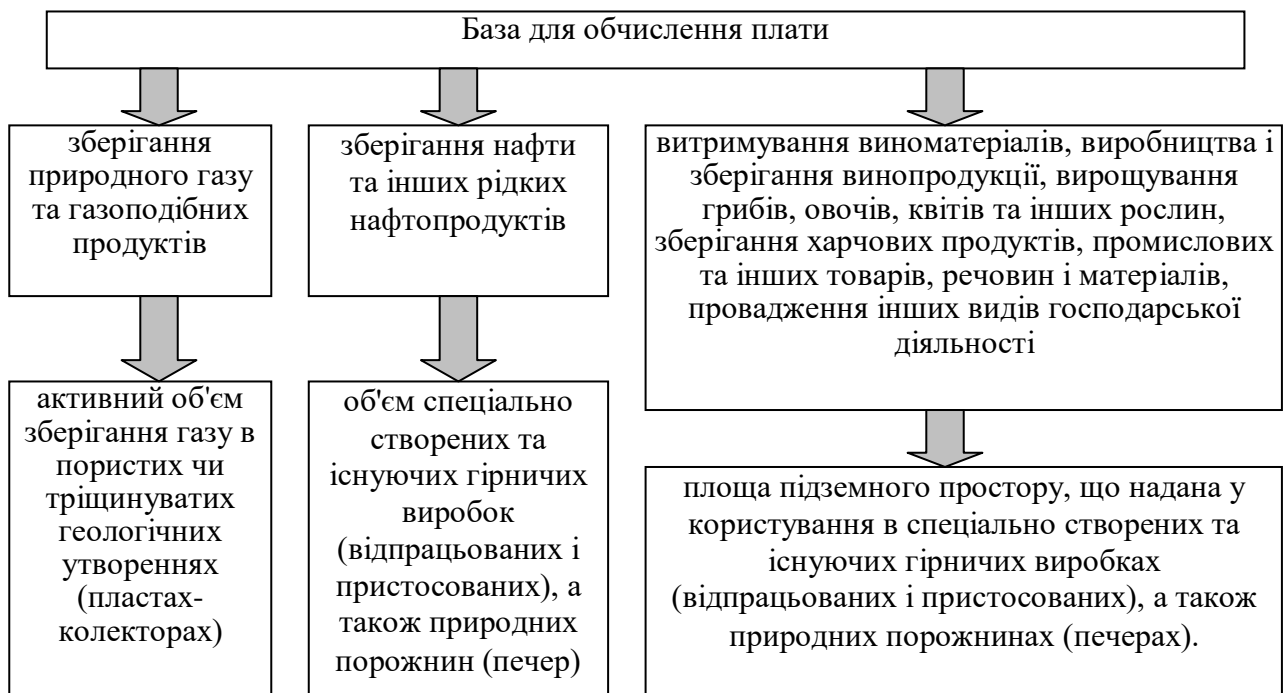 База для обчислення плати
зберігання
природного газу
та газоподібних
продуктів
зберігання нафти
та інших рідких
нафтопродуктів
витримування виноматеріалів, виробництва і
зберігання винопродукції, вирощування
грибів, овочів, квітів та інших рослин,
зберігання харчових продуктів, промислових
та інших товарів, речовин і матеріалів,
провадження інших видів господарської
діяльності
активний об'єм
зберігання газу в
пористих чи
тріщинуватих
геологічних
утвореннях
(пластах-
колекторах)
об'єм спеціально
створених та
існуючих гірничих
виробок
(відпрацьованих і
пристосованих), а
також природних
порожнин (печер)
площа підземного простору, що надана у
користування в спеціально створених та
існуючих гірничих виробках
(відпрацьованих і пристосованих), а також
природних порожнинах (печерах).